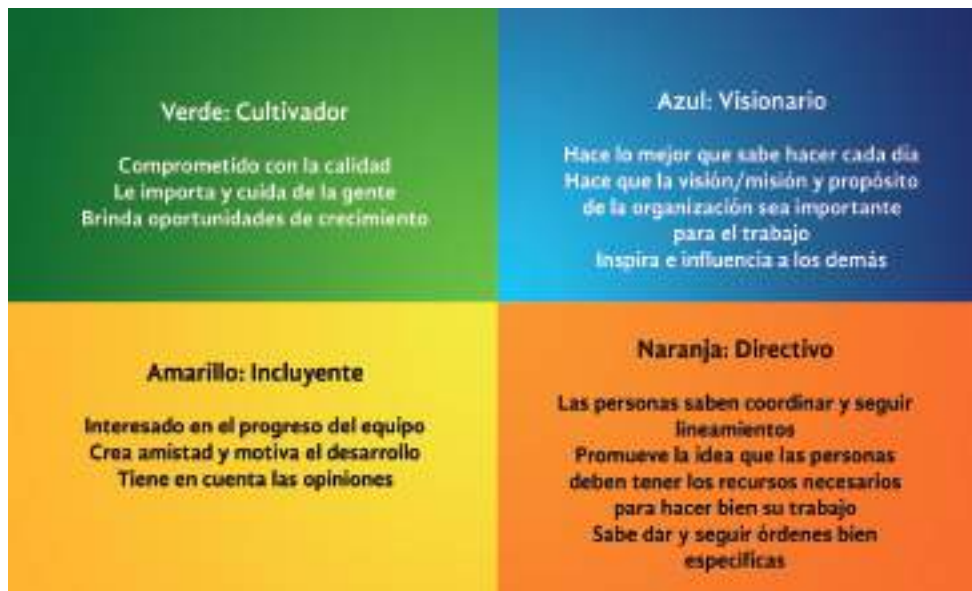 Verde: Cultivador
Comprometido con la calidad
Le importa y cuida de la gente
Brinda oportunidades de crecimiento
Azul: Visionario
Hace lo mejor que sabe hacer cada día
Hace que la visión/misión y propósito
de la organización sea importante
para el trabajo
Inspira e influencia a los demás
Amarillo: Incluyente
Interesado en el progreso del equipo
Crea amistad y motiva el desarrollo
Tiene en cuenta las opiniones
Naranja: Directivo
Las personas saben coordinar y seguir
lineamientos
Promueve la idea que las personas
deben tener los recursos necesarios
para hacer bien su trabajo
Sabe dar y seguir órdenes bien
específicas